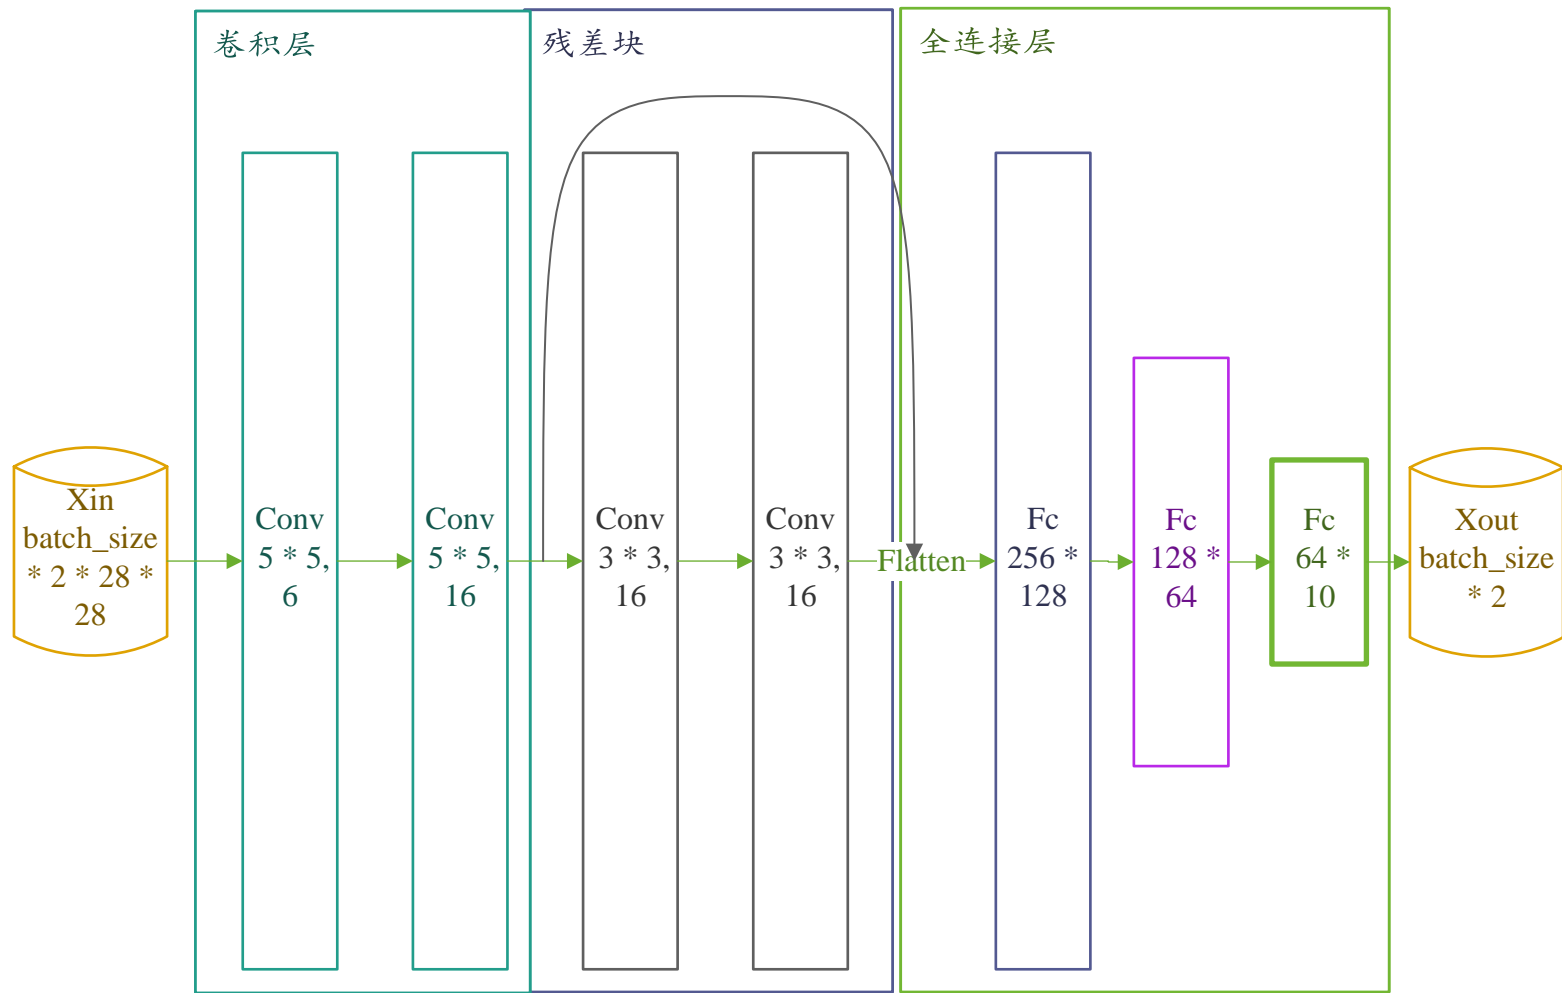 卷积层
残差块
全连接层
Xin
batch_size
* 2 * 28 *
28
Conv
5 * 5,
6
Conv
5 * 5,
16
Conv
3 * 3,
16
Conv
3 * 3,
16
Flatten
Fc
256 *
128
Fc
128 *
64
Fc
64 *
10
Xout
batch_size
* 2